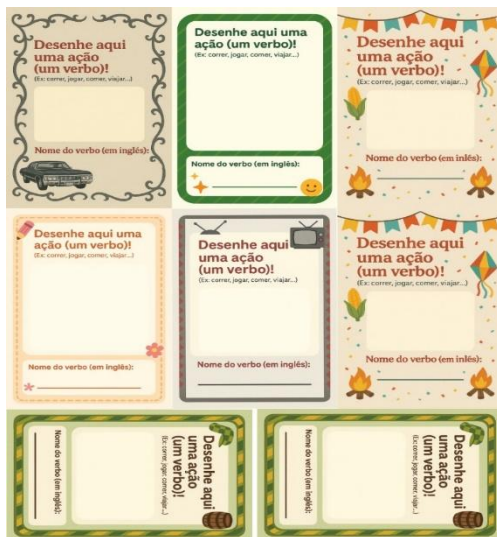 Desenhe aqui
uma ação
(um verbo)!
(Ex: correr, jogar, comer, viajar...)
Nome do verbo (em inglês):
Desenhe aqui uma
ação (um verbo)!
(Ex: correr, jogar, comer, viajar...)
Nome do verbo (em inglês):
Desenhe aqui
uma ação
(um verbo)!
(Ex: correr, jogar, comer, viajar...)
Nome do verbo (em inlês):
Desenhe aqui uma
ação (um verbo)!
(Ex: correr, jogar, comer, viajar...)
Nome do verbo (em inglês):
Desenhe aqui
uma ação
(um verbo)!
(Ex: correr, jogar, comer, viajar...)
Nome do verbo (em inglês):
Desenhe aqui
uma ação
(um verbo)!
(Ex: correr, jogar, comer, viajar...)
Nome do verbo (em inlês):
Desenhe aqui
uma ação
(um verbo)!
(Ex: correr, jogar, comer, viajar...)
Nome do verbo (em inglês):
Desenhe aqui
uma ação
(um verbo)!
(Ex: correr, jogar, comer, viajar...)
Nome do verbo (em inglês):